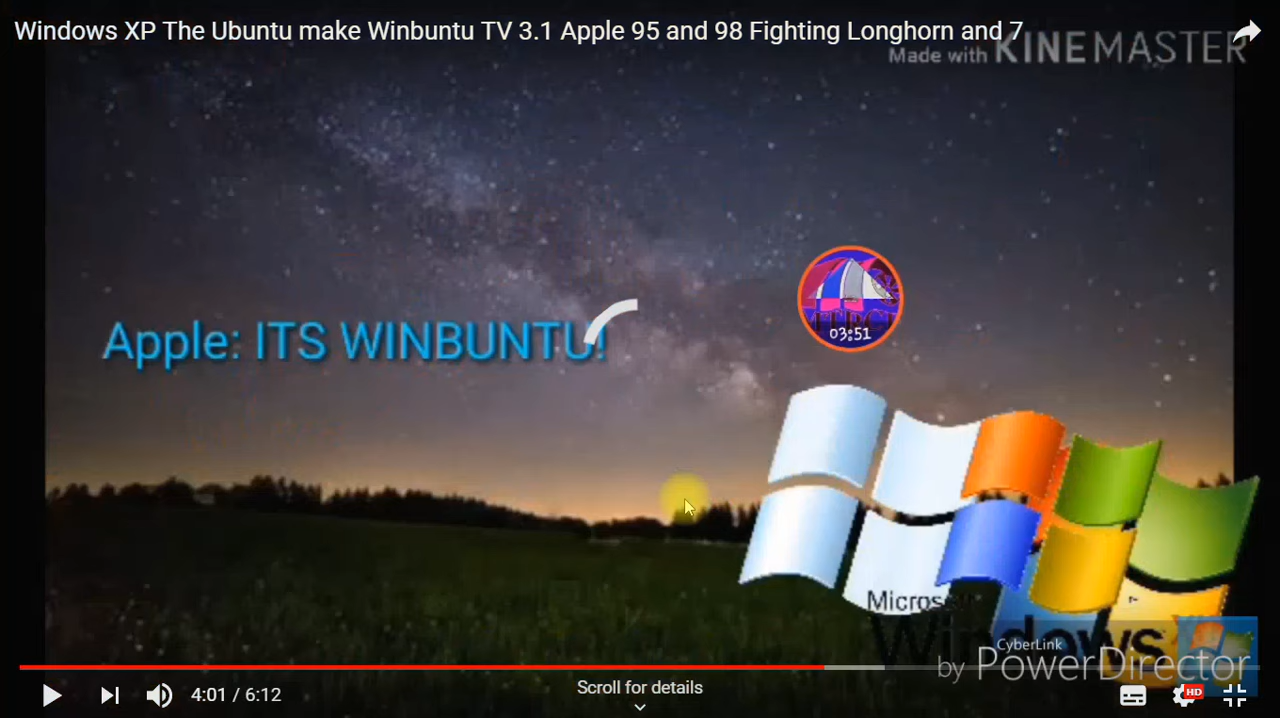 Windows XP The Ubuntu make Winbuntu TV 3.1 Apple 95 and 98 Fighting Longhorn and 7
Made with KINEMASTER
Apple: ITS WINBUNTU!
03:51
Windows
CyberLink
by PowerDirector
4:01 / 6:12
Scroll for details
HD